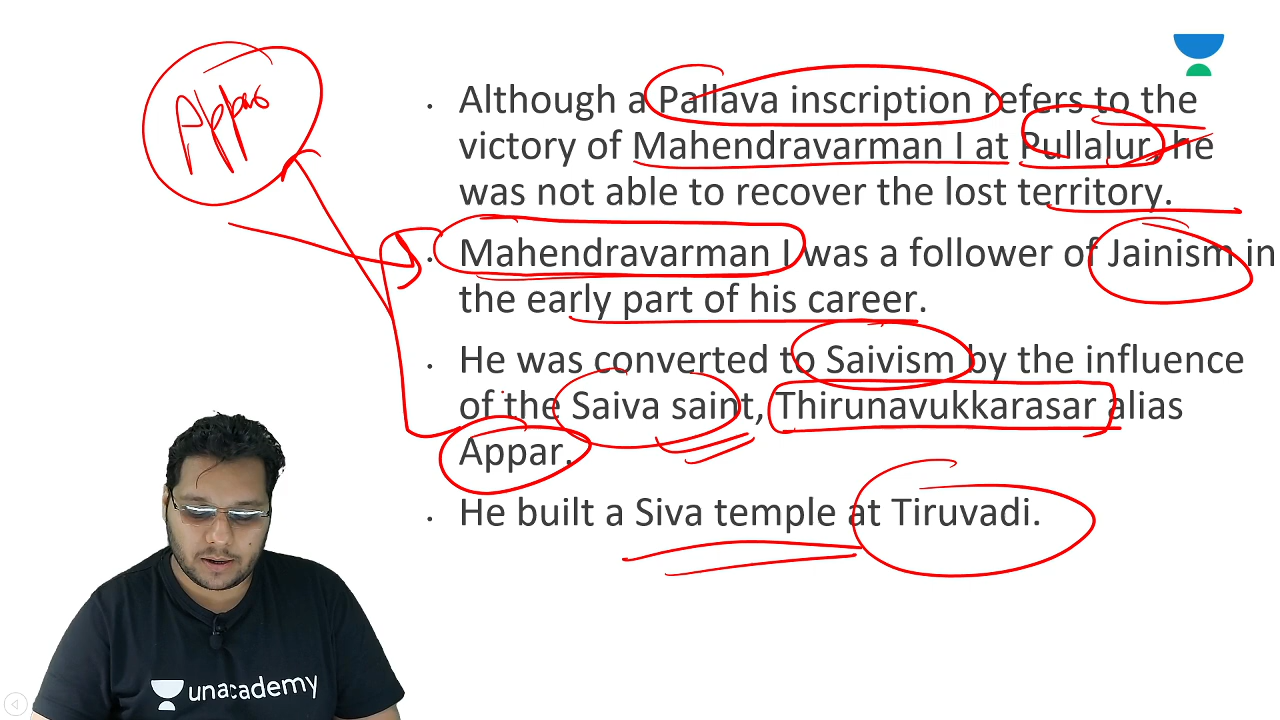 Appar
• Although a Pallava inscription refers to the
victory of Mahendravarman I at Pullalur, he
was not able to recover the lost territory.
• Mahendravarman I was a follower of Jainism in
the early part of his career.
• He was converted to Saivism by the influence
of the Saiva saint, Thirunavukkarasar alias
Appar.
• He built a Siva temple at Tiruvadi.
unacademy